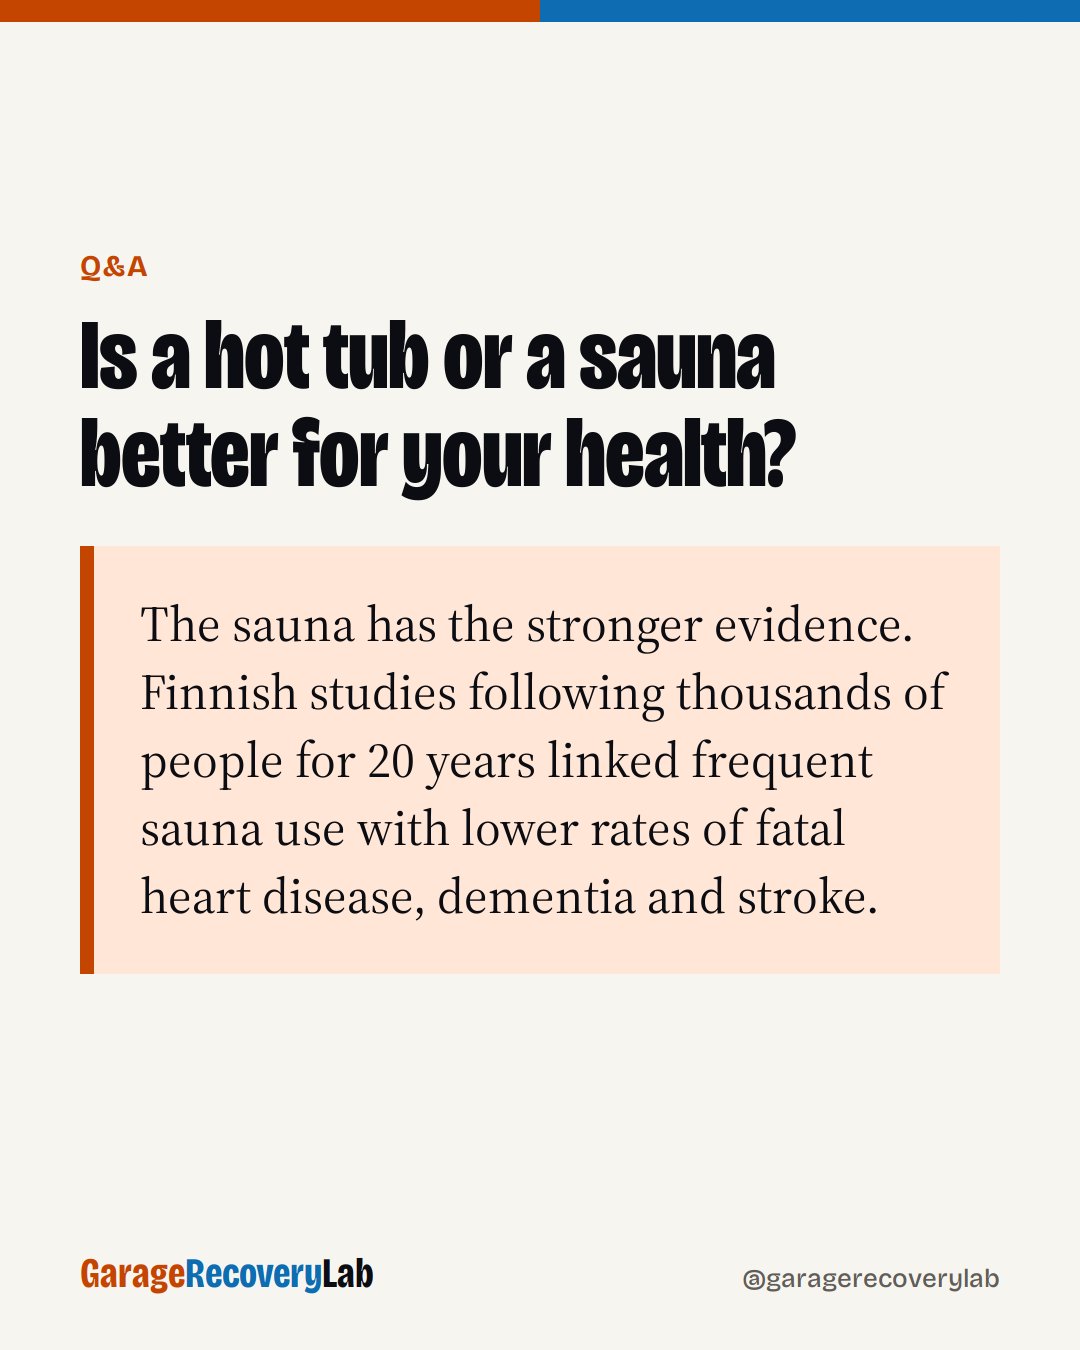 Q&A
Is a hot tub or a sauna
better for your health?
The sauna has the stronger evidence.
Finnish studies following thousands of
people for 20 years linked frequent
sauna use with lower rates of fatal
heart disease, dementia and stroke.
GarageRecoveryLab
@garagerecoverylab